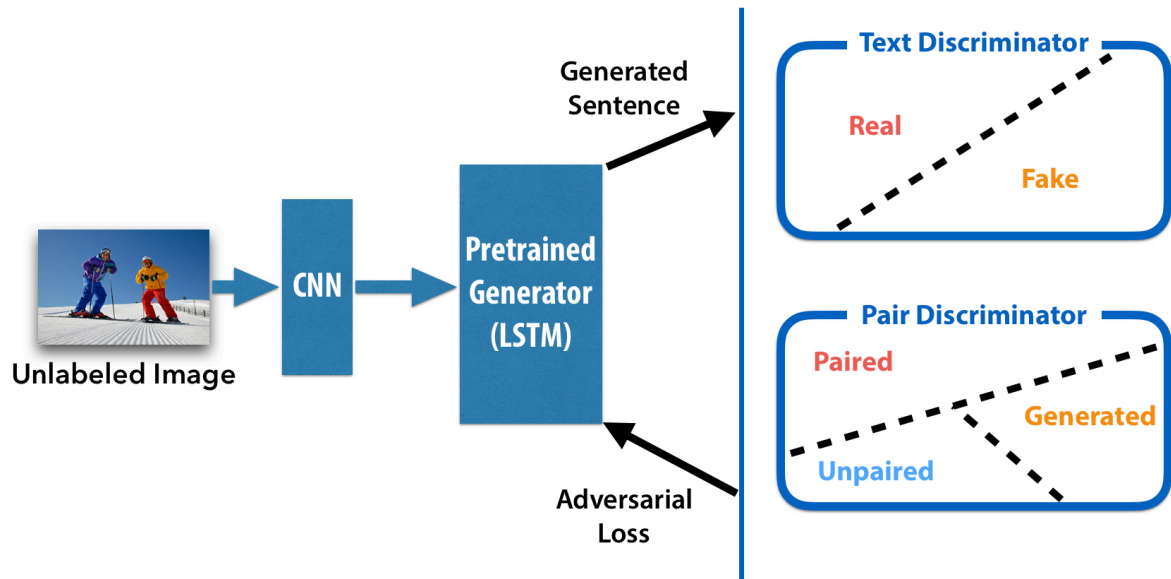 Unlabeled Image
CNN
Pretrained
Generator
(LSTM)
Generated
Sentence
Adversarial
Loss
Text Discriminator
Real
Fake
Pair Discriminator
Paired
Generated
Unpaired